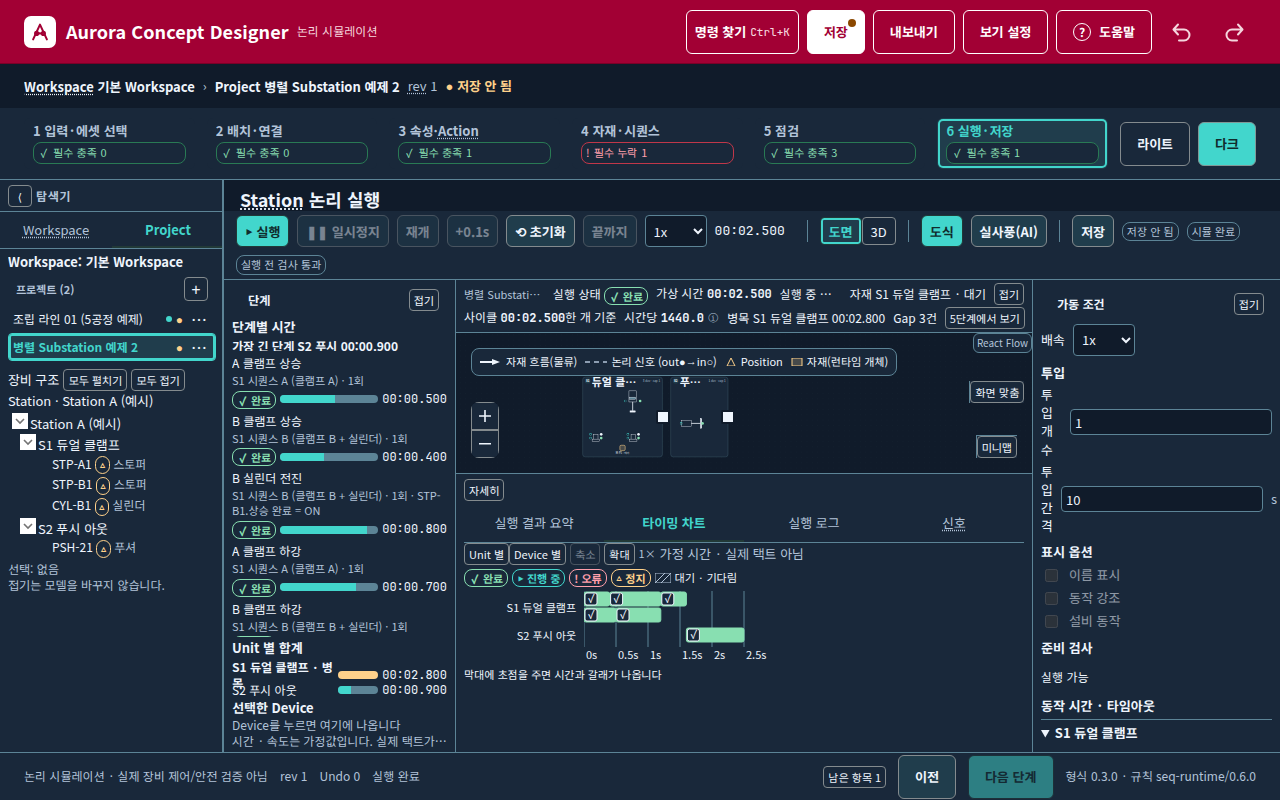 Aurora Concept Designer 논리 시뮬레이션
명령 찾기 Ctrl+K
저장
내보내기
보기 설정
? 도움말
Workspace 기본 Workspace › Project 병렬 Substation 예제 2 rev 1 ● 저장 안 됨
1 입력·에셋 선택
✓ 필수 충족 0
2 배치·연결
✓ 필수 충족 0
3 속성·Action
✓ 필수 충족 1
4 자재·시퀀스
! 필수 누락 1
5 점검
✓ 필수 충족 3
6 실행·저장
✓ 필수 충족 1
라이트
다크
⟨ 탐색기
Workspace
Project
Workspace: 기본 Workspace
프로젝트 (2)
+
조립 라인 01 (5공정 예제) ● ● ···
병렬 Substation 예제 2 ● ···
장비 구조 모두 펼치기 모두 접기
Station · Station A (예시)
Station A (예시)
S1 듀얼 클램프
STP-A1 스토퍼
STP-B1 스토퍼
CYL-B1 실린더
S2 푸시 아웃
PSH-21 푸셔
선택: 없음
접기는 모델을 바꾸지 않습니다.
Station 논리 실행
▶ 실행
❚❚ 일시정지
재개
+0.1s
⟲ 초기화
끝까지
1x
00:02.500
도면
3D
도식
실사풍(AI)
저장
저장 안 됨
시뮬 완료
실행 전 검사 통과
단계
접기
단계별 시간
가장 긴 단계 S2 푸시 00:00.900
A 클램프 상승
S1 시퀀스 A (클램프 A) · 1회
✓ 완료 00:00.500
B 클램프 상승
S1 시퀀스 B (클램프 B + 실린더) · 1회
✓ 완료 00:00.400
B 실린더 전진
S1 시퀀스 B (클램프 B + 실린더) · 1회 · STP-
B1.상승 완료 = ON
✓ 완료 00:00.800
A 클램프 하강
S1 시퀀스 A (클램프 A) · 1회
✓ 완료 00:00.700
B 클램프 하강
S1 시퀀스 B (클램프 B + 실린더) · 1회
Unit 별 합계
S1 듀얼 클램프 · 병
목 00:02.800
S2 푸시 아웃 00:00.900
선택한 Device
Device를 누르면 여기에 나옵니다
시간 · 속도는 가정값입니다. 실제 택트가···
병렬 Substati··· 실행 상태 ✓ 완료 가상 시간 00:02.500 실행 중 ··· 자재 S1 듀얼 클램프 · 대기 접기
사이클 00:02.500한 개 기준 시간당 1440.0 ⓘ 병목 S1 듀얼 클램프 00:02.800 Gap 3건 5단계에서 보기
React Flow
자재 흐름(물류) 논리 신호 (out●→in○) △ Position 자재(런타임 개체)
듀얼 클···
푸···
+
−
화면 맞춤
미니맵
자세히
실행 결과 요약
타이밍 차트
실행 로그
신호
Unit 별 Device 별 축소 확대 1× 가정 시간 · 실제 택트 아님
✓ 완료 ▶ 진행 중 ! 오류 △ 정지 대기 · 기다림
S1 듀얼 클램프
S2 푸시 아웃
0s 0.5s 1s 1.5s 2s 2.5s
막대에 초점을 주면 시간과 갈래가 나옵니다
가동 조건
접기
배속 1x
투입
투입 개수 1
투입 간격 10 s
표시 옵션
이름 표시
동작 강조
설비 동작
준비 검사
실행 가능
동작 시간 · 타임아웃
▼ S1 듀얼 클램프
논리 시뮬레이션 · 실제 장비 제어/안전 검증 아님 rev 1 Undo 0 실행 완료
남은 항목 1
이전
다음 단계
형식 0.3.0 · 규칙 seq-runtime/0.6.0